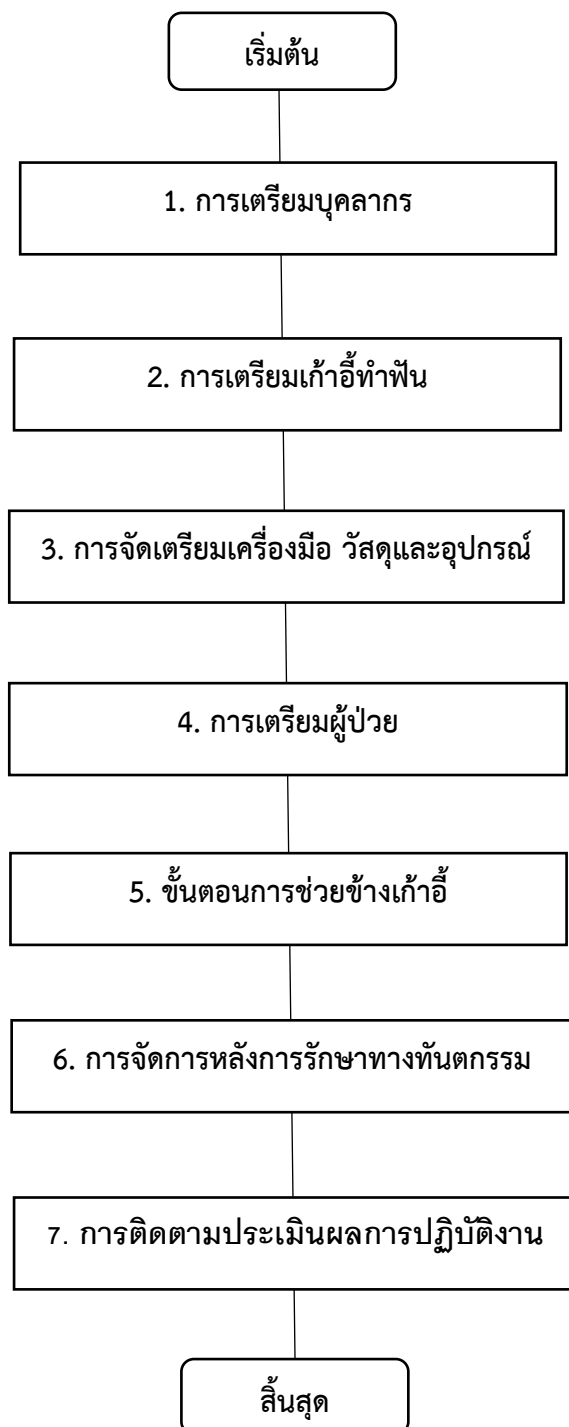 เริ่มต้น
1. การเตรียมบุคลากร
2. การเตรียมเก้าอี้ทำฟัน
3. การจัดเตรียมเครื่องมือ วัสดุและอุปกรณ์
4. การเตรียมผู้ป่วย
5. ขั้นตอนการช่วยข้างเก้าอี้
6. การจัดการหลังการรักษาทางทันตกรรม
7. การติดตามประเมินผลการปฏิบัติงาน
สิ้นสุด